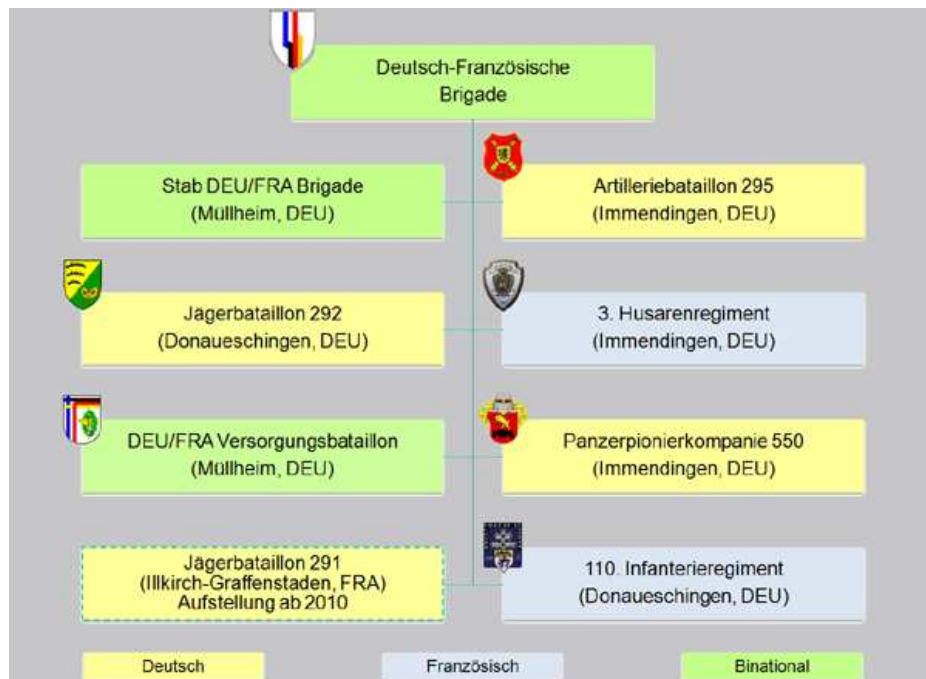 Deutsch-Französische
Brigade
Stab DEU/FRA Brigade
(Müllheim, DEU)
Artilleriebataillon 295
(Immendingen, DEU)
Jägerbataillon 292
(Donaueschingen, DEU)
3. Husarenregiment
(Immendingen, DEU)
DEU/FRA Versorgungsbataillon
(Müllheim, DEU)
Panzerpionierkompanie 550
(Immendingen, DEU)
Jägerbataillon 291
(Illkirch-Graffenstaden, FRA)
Aufstellung ab 2010
110. Infanterieregiment
(Donaueschingen, DEU)
Deutsch
Französisch
Binational